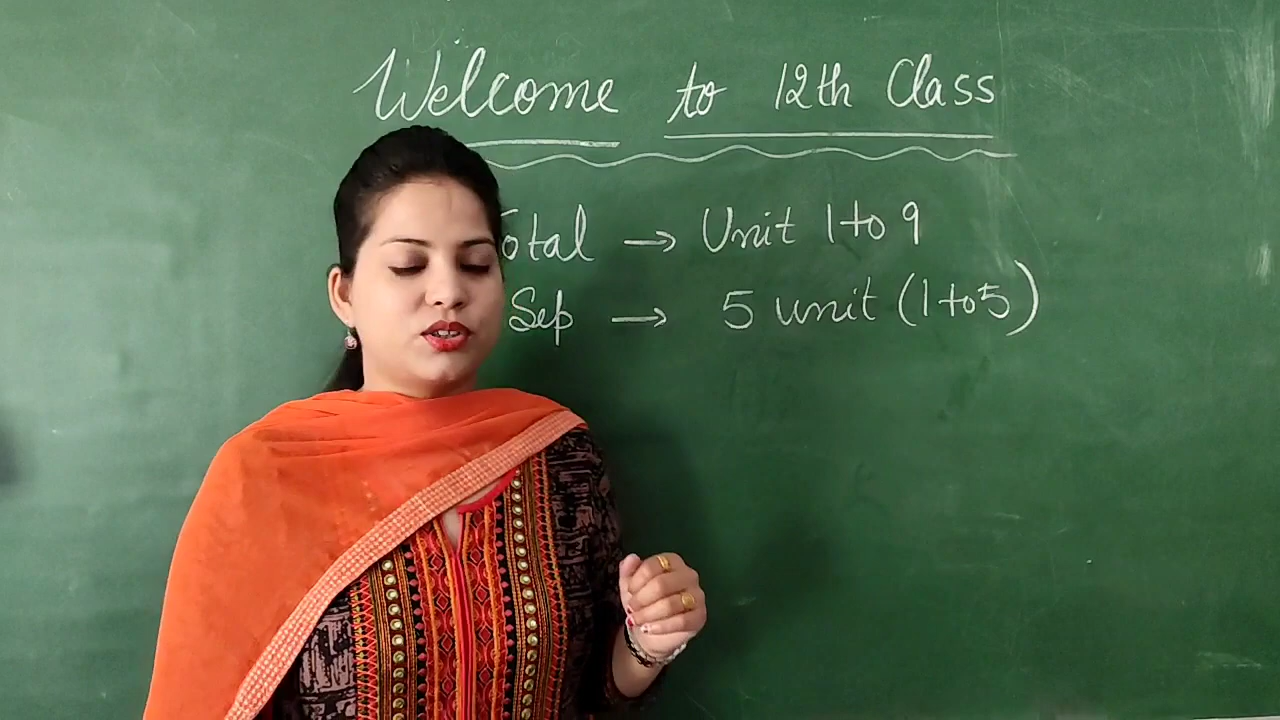 Welcome to 12th Class
Total → Unit 1 to 9
Sep → 5 unit (1 to 5)